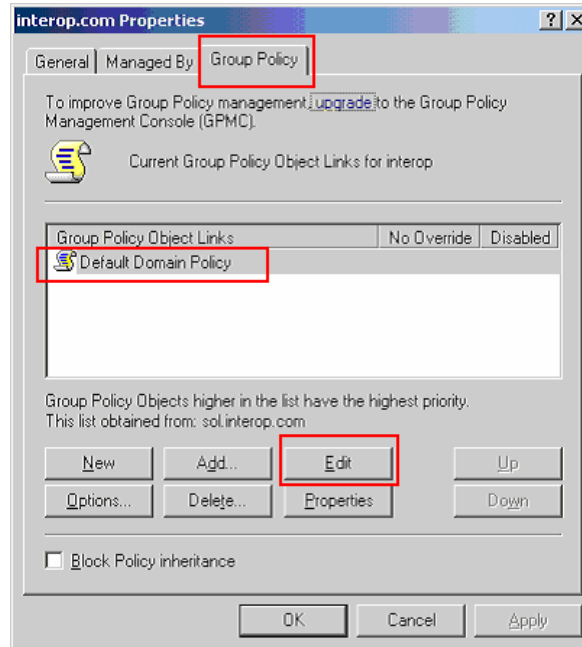 interop.com Properties
General Managed By Group Policy
To improve Group Policy management, upgrade to the Group Policy
Management Console (GPMC).
Current Group Policy Object Links for interop
Group Policy Object Links No Override Disabled
Default Domain Policy
Group Policy Objects higher in the list have the highest priority.
This list obtained from: sol.interop.com
New Add... Edit Up
Options... Delete... Properties Down
Block Policy inheritance
OK Cancel Apply